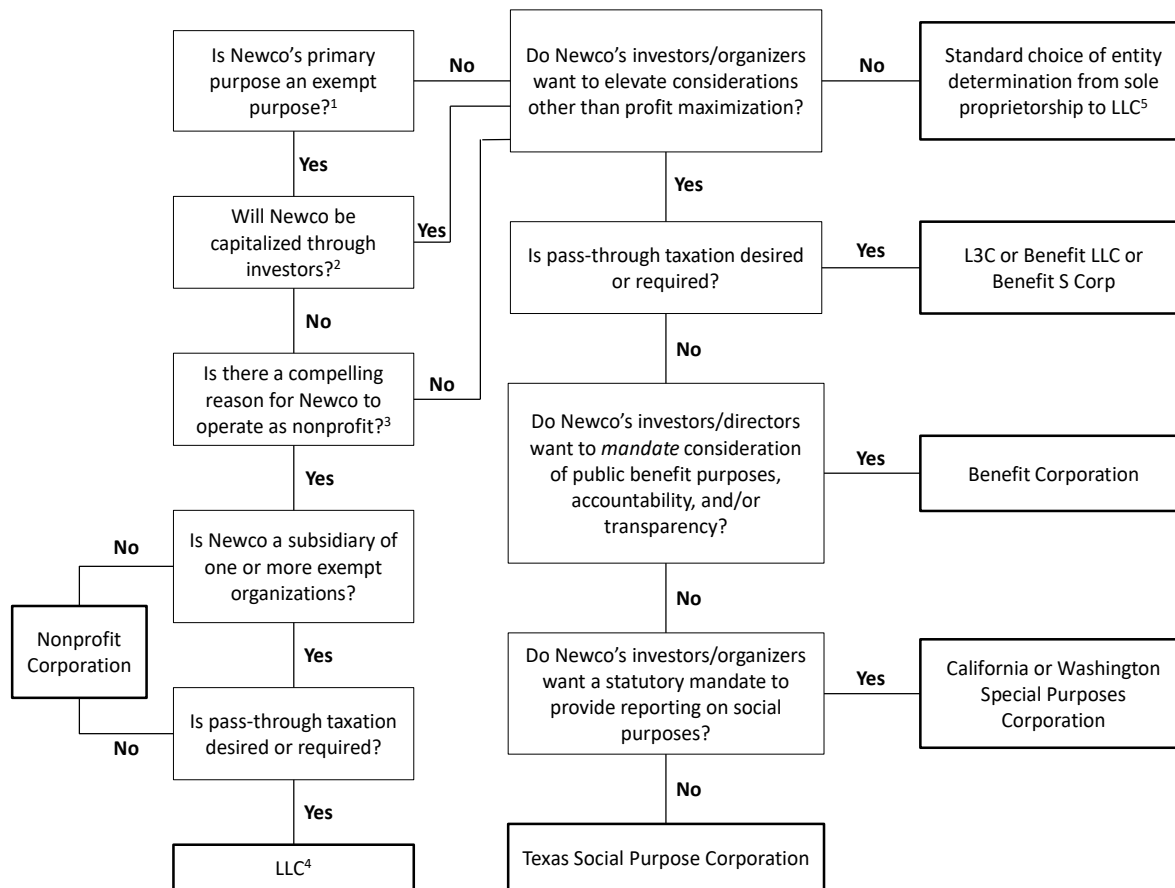 Is Newco’s primary
purpose an exempt
purpose?1
No
Do Newco’s investors/organizers
want to elevate considerations
other than profit maximization?
No
Standard choice of entity
determination from sole
proprietorship to LLC5
Yes
Yes
Will Newco be
capitalized through
investors?2
Yes
Is pass-through taxation desired
or required?
Yes
L3C or Benefit LLC or
Benefit S Corp
No
No
Is there a compelling
reason for Newco to
operate as nonprofit?3
No
Do Newco’s investors/directors
want to mandate consideration
of public benefit purposes,
accountability, and/or
transparency?
Yes
Benefit Corporation
Yes
No
Is Newco a subsidiary of
one or more exempt
organizations?
No
Nonprofit
Corporation
Yes
Do Newco’s investors/organizers
want a statutory mandate to
provide reporting on social
purposes?
Yes
California or Washington
Special Purposes
Corporation
No
Is pass-through taxation
desired or required?
Yes
No
LLC4
Texas Social Purpose Corporation